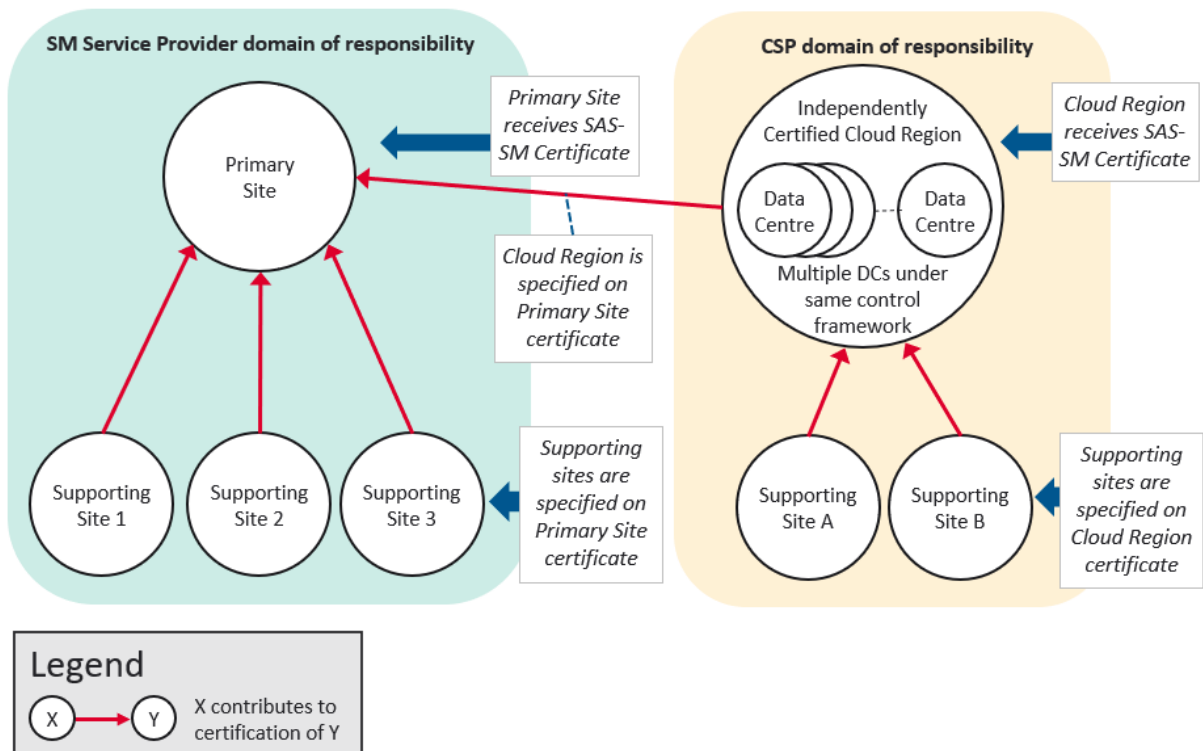 SM Service Provider domain of responsibility
Primary
Site
Primary Site
receives SAS-
SM Certificate
Cloud Region is
specified on
Primary Site
certificate
Supporting
Site 1
Supporting
Site 2
Supporting
Site 3
Supporting
sites are
specified on
Primary Site
certificate
CSP domain of responsibility
Independently
Certified Cloud Region
Data
Centre
Data
Centre
Multiple DCs under
same control
framework
Cloud Region
receives SAS-
SM Certificate
Supporting
Site A
Supporting
Site B
Supporting
sites are
specified on
Cloud Region
certificate
Legend
X
Y
X contributes to
certification of Y